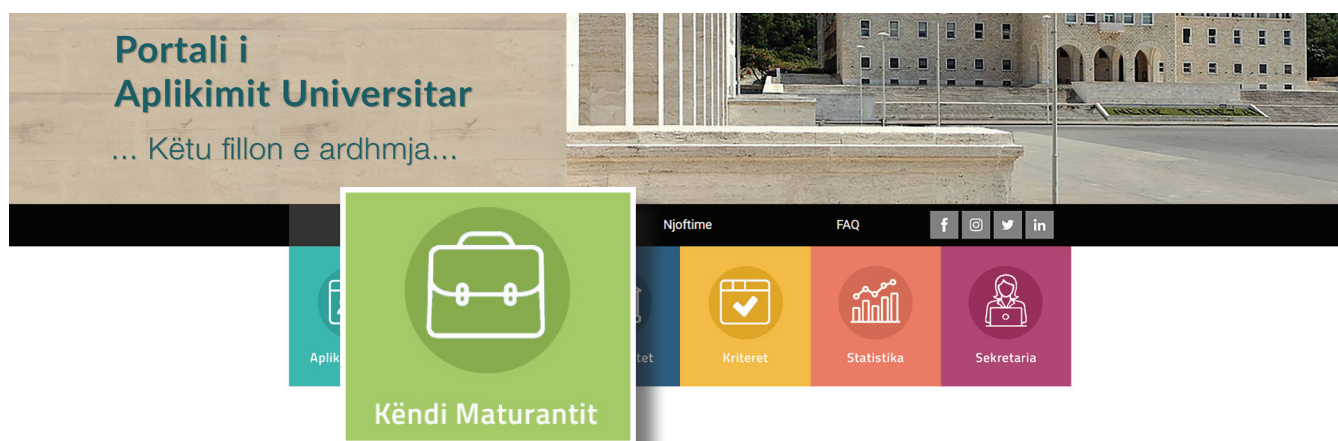 Portali i
Aplikimit Universitar
... Këtu fillon e ardhmja...
Njoftime
FAQ
Kriteret
Statistika
Sekretaria
Këndi Maturantit